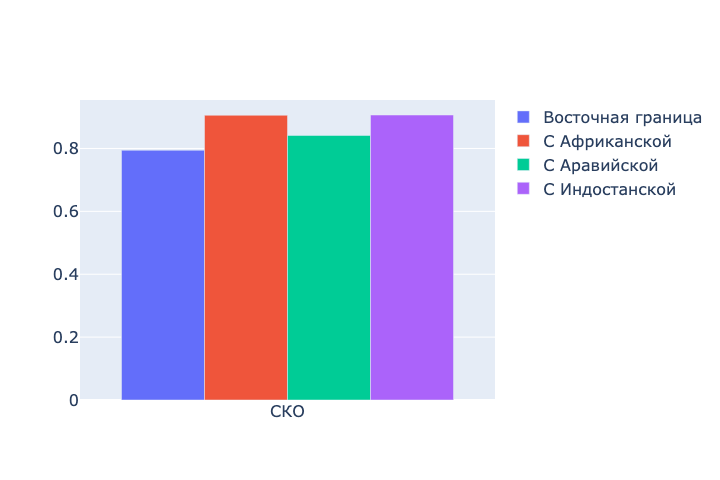 0.8
0.6
0.4
0.2
0
СКО
Восточная граница
С Африканской
С Аравийской
С Индостанской